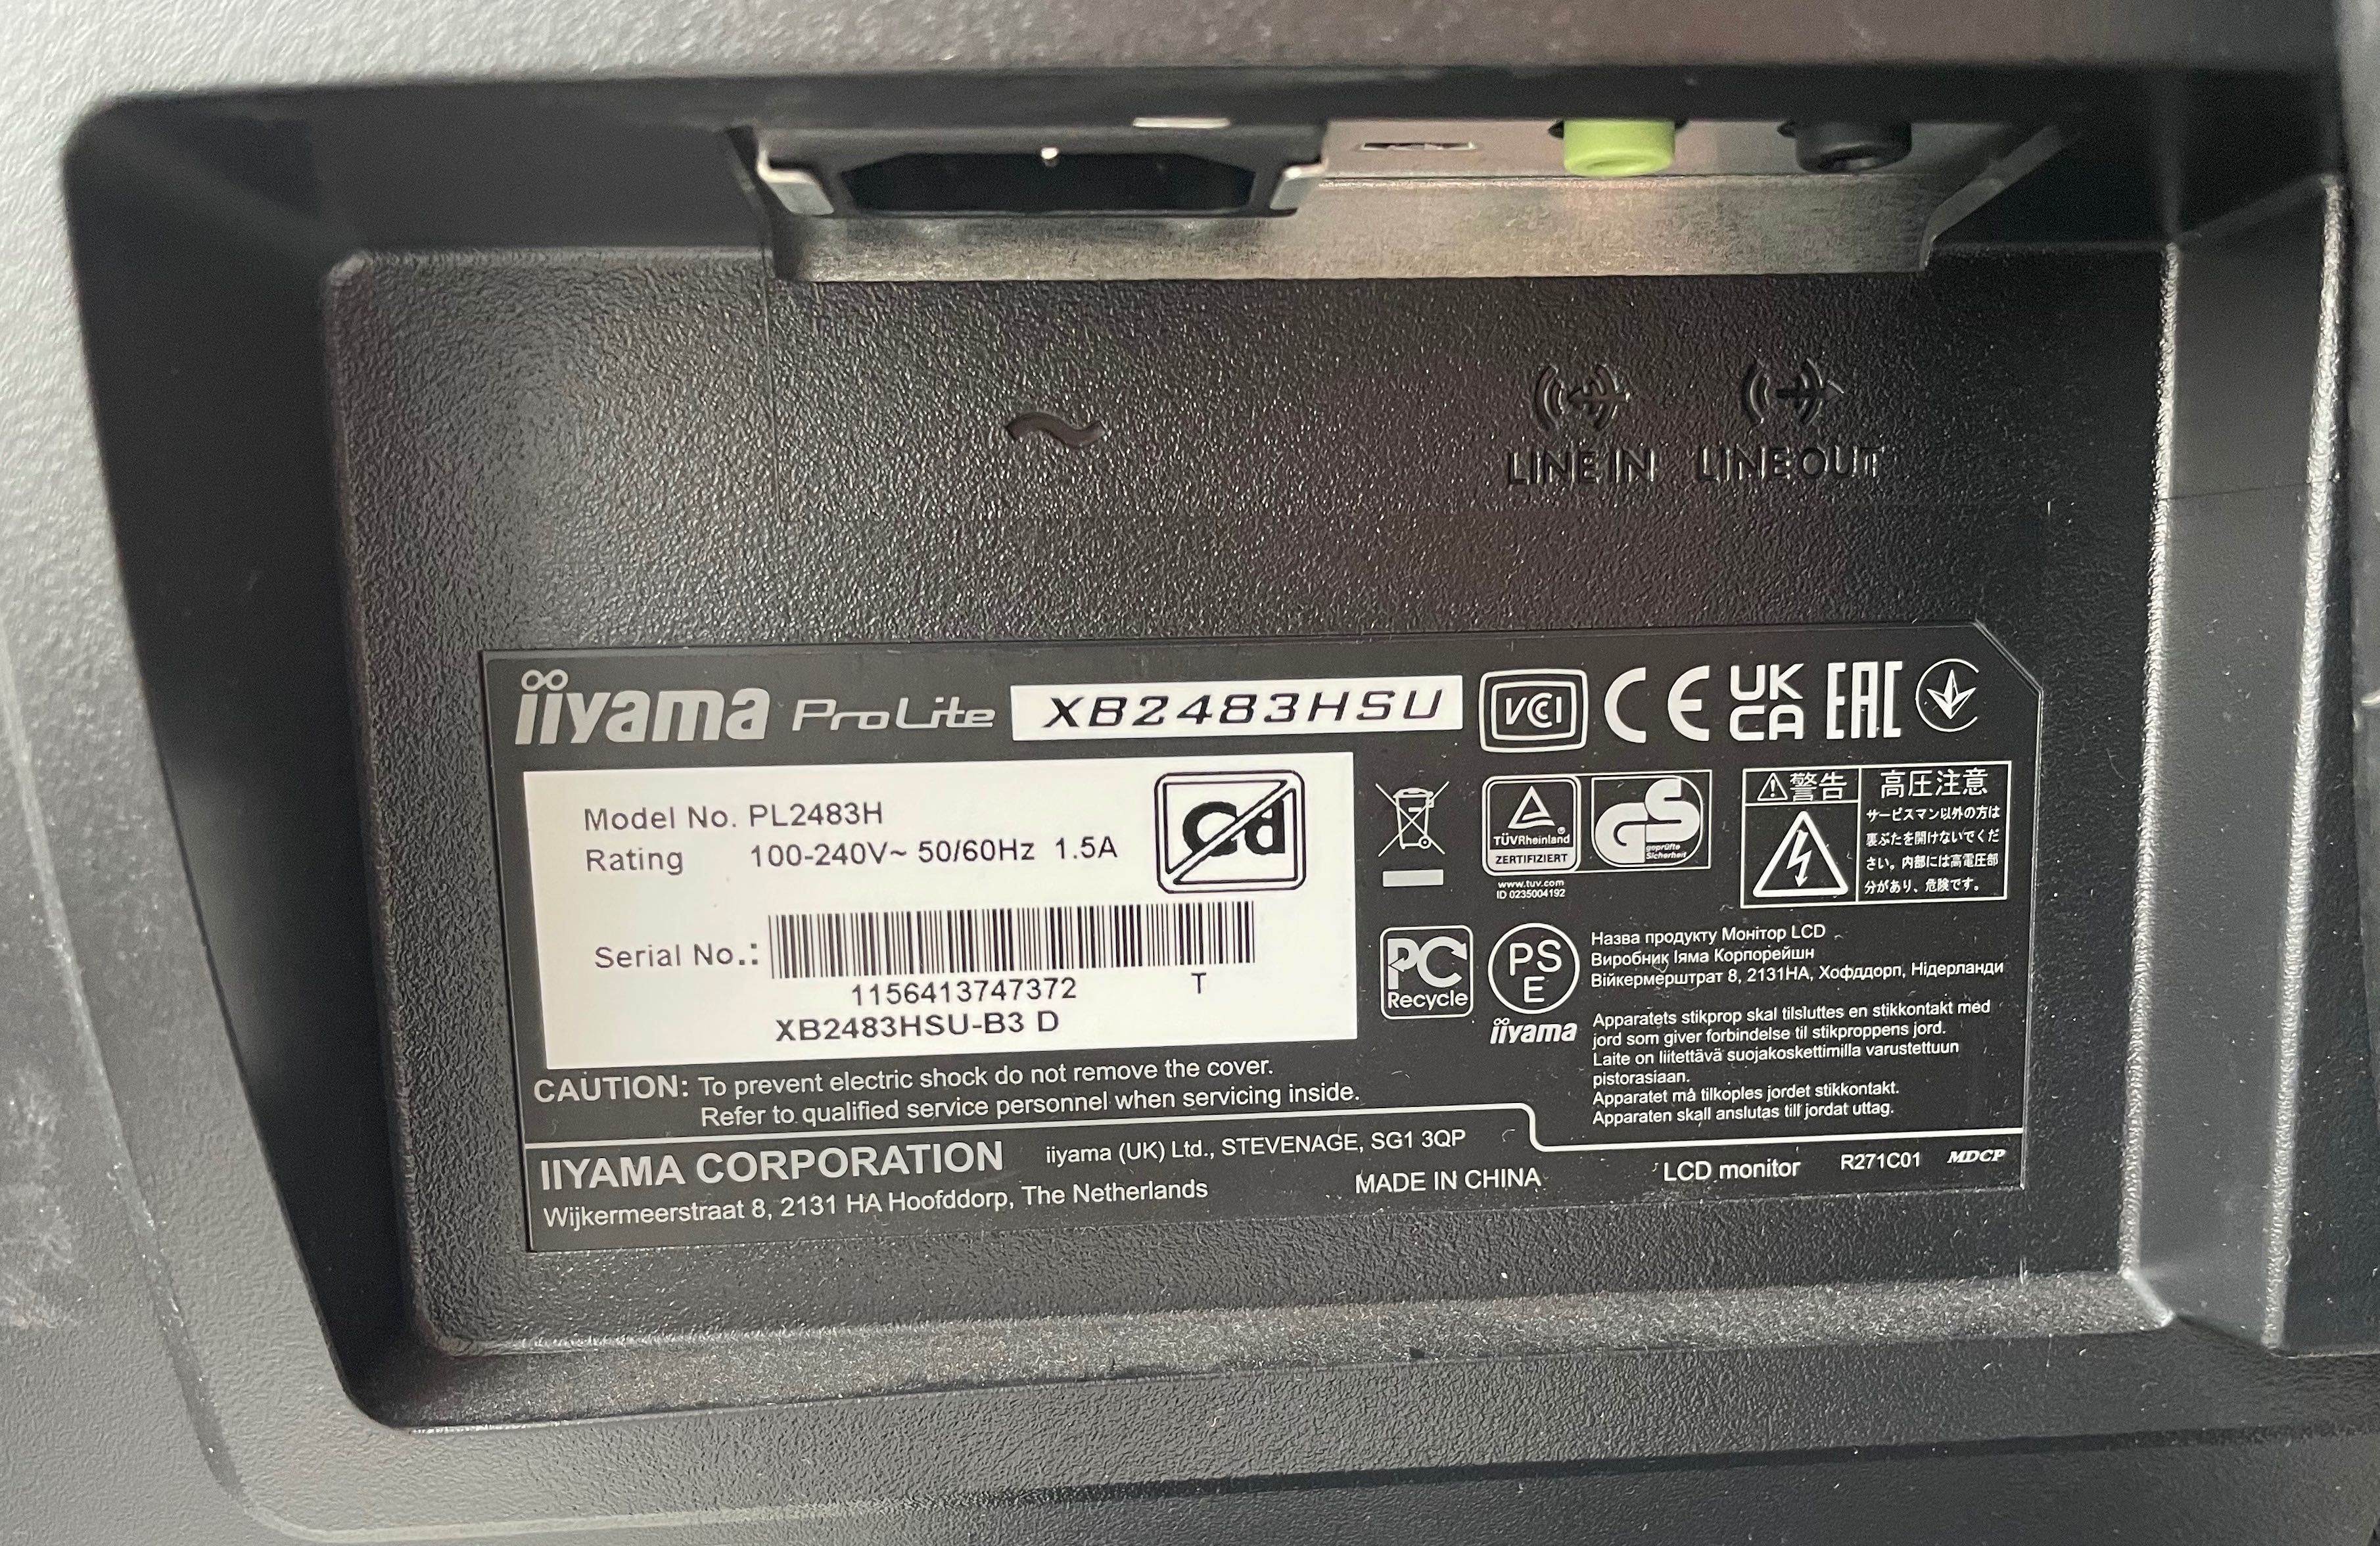 LINE IN LINE OUT
iiyama ProLite XB2483HSU VCI CE UK CA EAC
Model No. PL2483H
Rating 100-240V~ 50/60Hz 1.5A
Cd
Serial No.:
1156413747372 T
XB2483HSU-B3 D
CAUTION: To prevent electric shock do not remove the cover.
Refer to qualified service personnel when servicing inside.
TÜVRheinland
ZERTIFIZIERT
www.tuv.com
ID 0235004192
GS
geprüfte
Sicherheit
警告
高圧注意
サービスマン以外の方は
裏ぶたを開けないでくだ
さい。内部には高電圧部
分があり、危険です。
PC
Recycle
PS
E
iiyama
Назва продукту Монітор LCD
Виробник Іяма Корпорейшн
Війкермерштрат 8, 2131HA, Хофддорп, Нідерланди
Apparatets stikprop skal tilsluttes en stikkontakt med
jord som giver forbindelse til stikproppens jord.
Laite on liitettävä suojakoskettimilla varustettuun
pistorasiaan.
Apparatet må tilkoples jordet stikkontakt.
Apparaten skall anslutas till jordat uttag.
IIYAMA CORPORATION iiyama (UK) Ltd., STEVENAGE, SG1 3QP
Wijkermeerstraat 8, 2131 HA Hoofddorp, The Netherlands
MADE IN CHINA
LCD monitor R271C01 MDCP